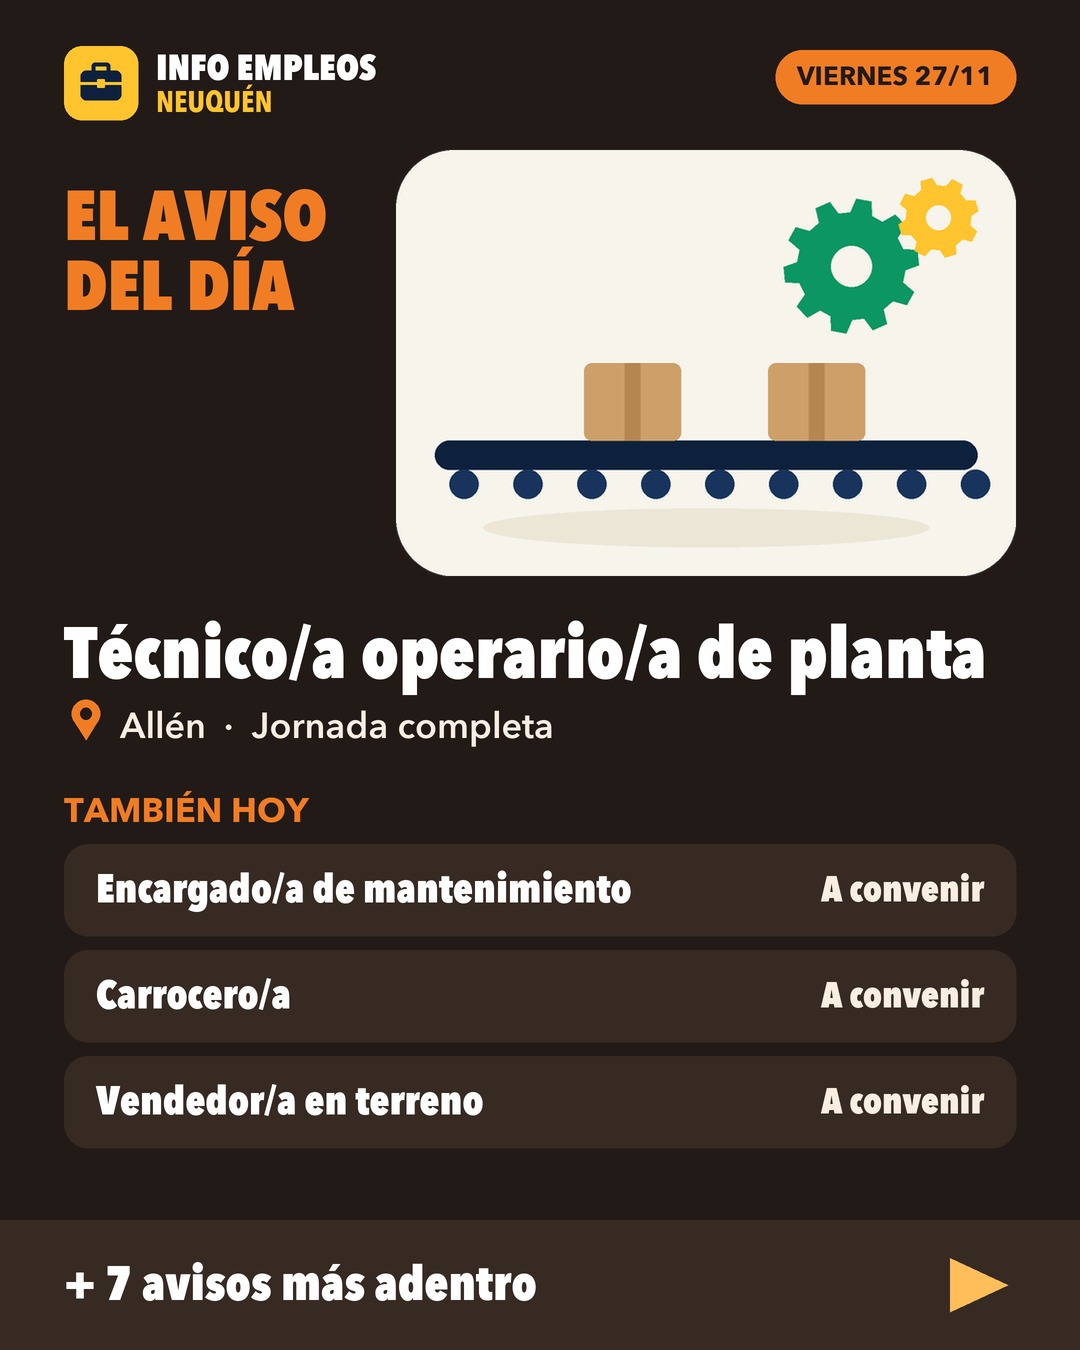 INFO EMPLEOS
NEUQUÉN
VIERNES 27/11
EL AVISO
DEL DÍA
Técnico/a operario/a de planta
Allén · Jornada completa
TAMBIÉN HOY
Encargado/a de mantenimiento A convenir
Carrocero/a A convenir
Vendedor/a en terreno A convenir
+ 7 avisos más adentro